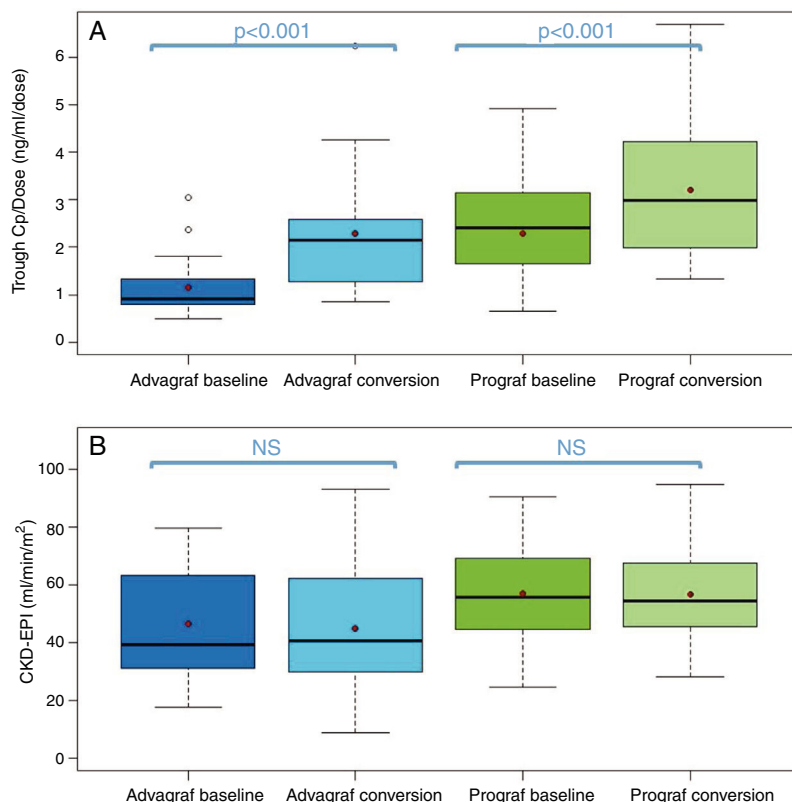 A
p<0.001
p<0.001
Trough Cp/Dose (ng/ml/dose)
6
5
4
3
2
1
0
Advagraf baseline
Advagraf conversion
Prograf baseline
Prograf conversion
B
NS
NS
CKD-EPI (ml/min/m²)
100
80
60
40
20
0
Advagraf baseline
Advagraf conversion
Prograf baseline
Prograf conversion